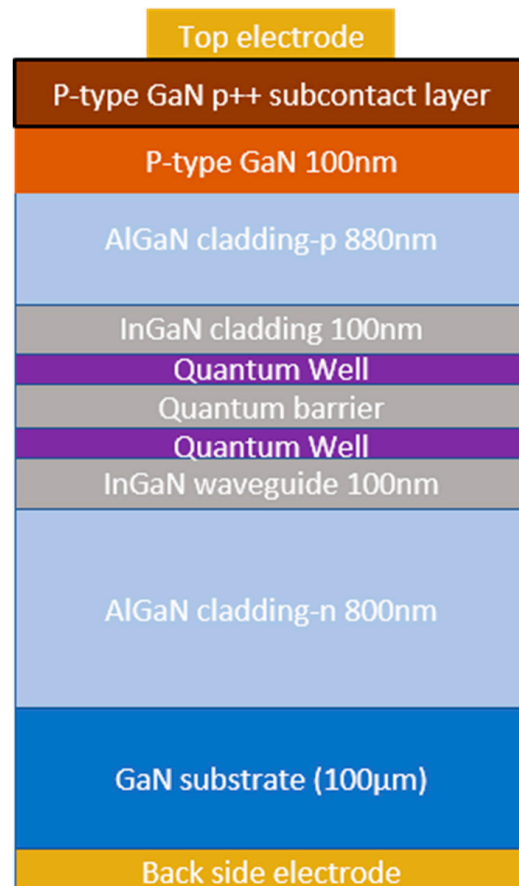 Top electrode
P-type GaN p++ subcontact layer
P-type GaN 100nm
AlGaN cladding-p 880nm
InGaN cladding 100nm
Quantum Well
Quantum barrier
Quantum Well
InGaN waveguide 100nm
AlGaN cladding-n 800nm
GaN substrate (100μm)
Back side electrode